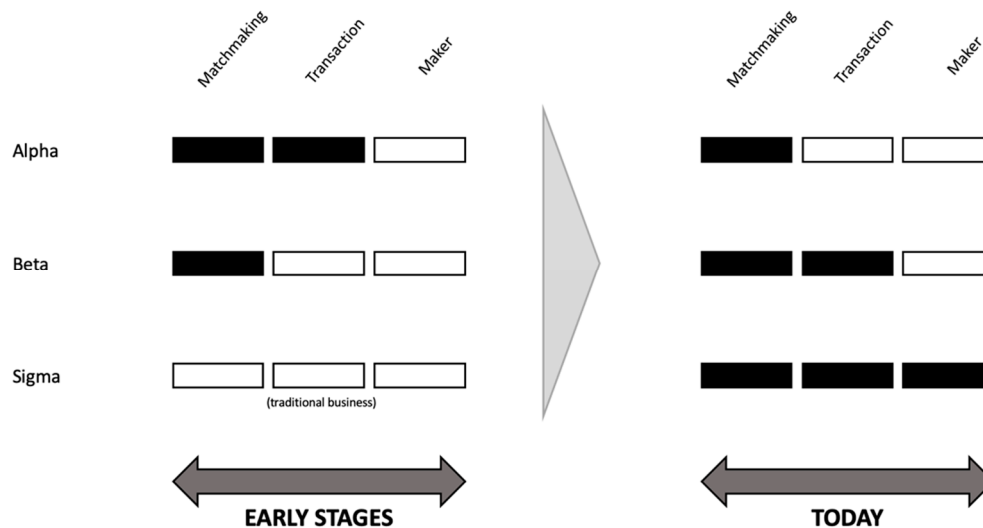 Matchmaking Transaction Maker Matchmaking Transaction Maker
Alpha
Beta
Sigma
(traditional business)
EARLY STAGES TODAY